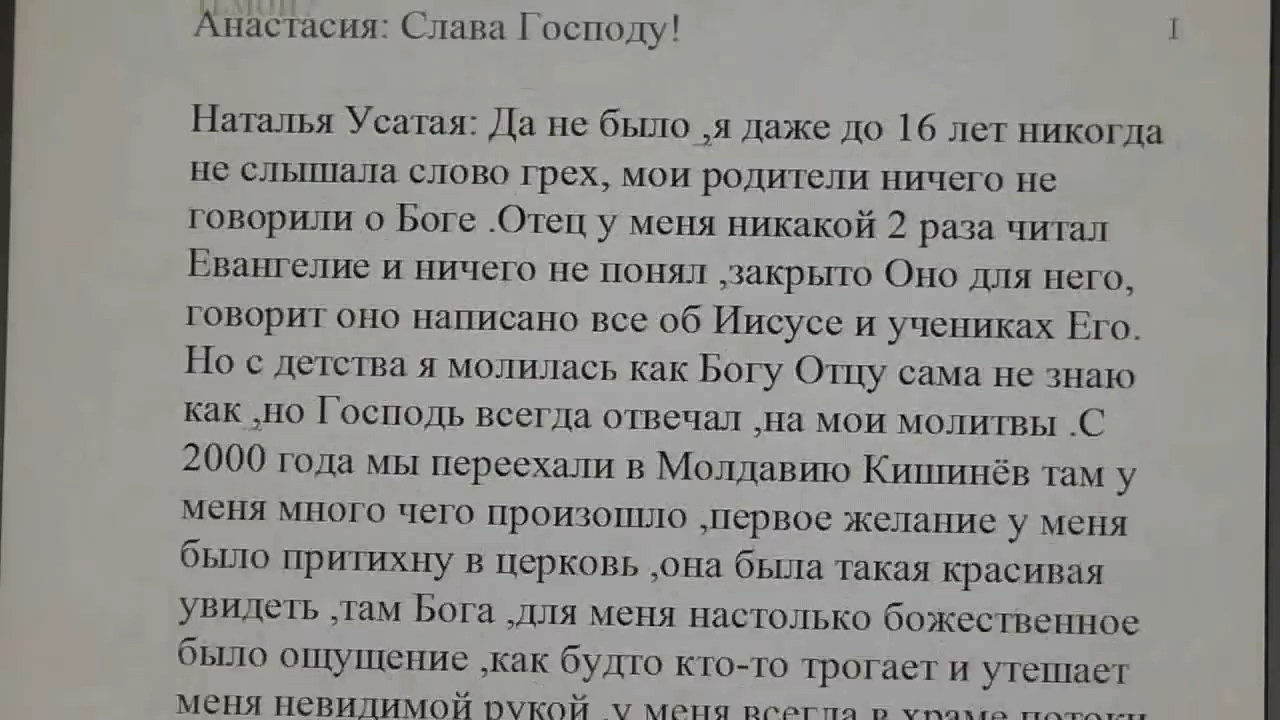 Анастасия: Слава Господу! I
Наталья Усатая: Да не было ,я даже до 16 лет никогда
не слышала слово грех, мои родители ничего не
говорили о Боге .Отец у меня никакой 2 раза читал
Евангелие и ничего не понял ,закрыто Оно для него,
говорит оно написано все об Иисусе и учениках Его.
Но с детства я молилась как Богу Отцу сама не знаю
как ,но Господь всегда отвечал ,на мои молитвы .С
2000 года мы переехали в Молдавию Кишинёв там у
меня много чего произошло ,первое желание у меня
было притихну в церковь ,она была такая красивая
увидеть ,там Бога ,для меня настолько божественное
было ощущение ,как будто кто-то трогает и утешает
меня невидимой рукой ,у меня всегда в храме потоки